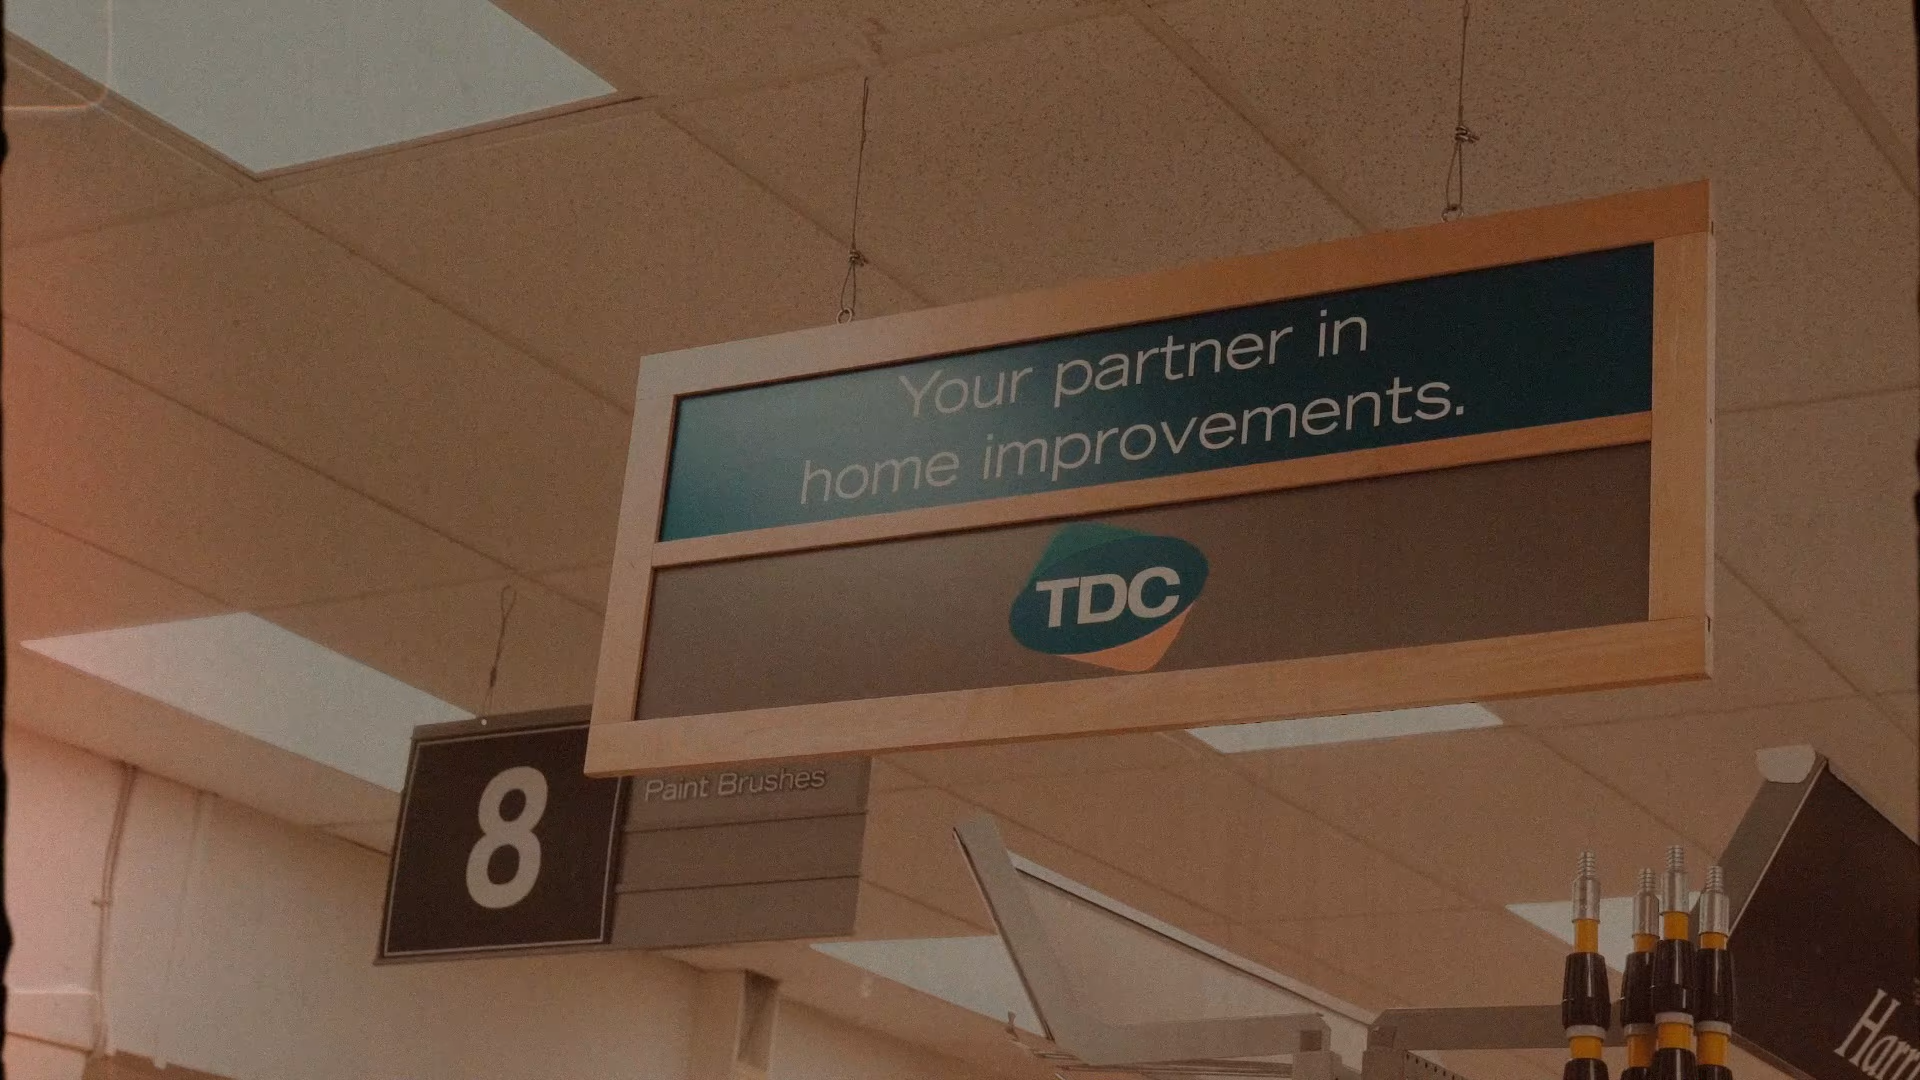 Your partner in
home improvements.
TDC
8
Paint Brushes